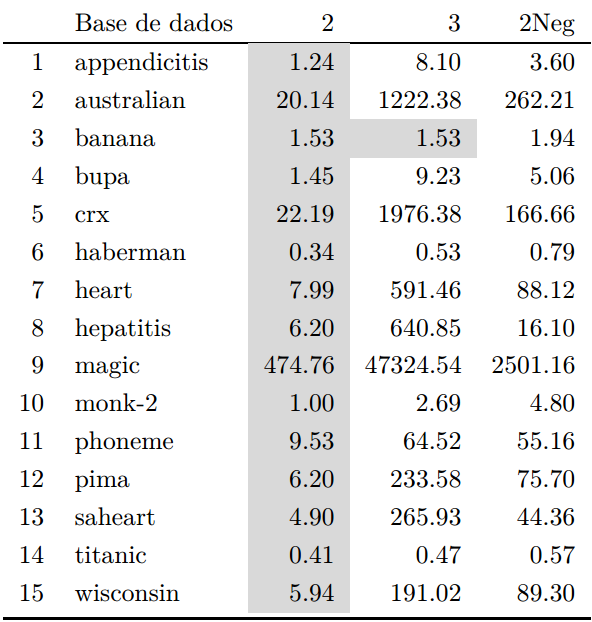 Base de dados 2 3 2Neg
1 appendicitis 1.24 8.10 3.60
2 australian 20.14 1222.38 262.21
3 banana 1.53 1.53 1.94
4 bupa 1.45 9.23 5.06
5 crx 22.19 1976.38 166.66
6 haberman 0.34 0.53 0.79
7 heart 7.99 591.46 88.12
8 hepatitis 6.20 640.85 16.10
9 magic 474.76 47324.54 2501.16
10 monk-2 1.00 2.69 4.80
11 phoneme 9.53 64.52 55.16
12 pima 6.20 233.58 75.70
13 saheart 4.90 265.93 44.36
14 titanic 0.41 0.47 0.57
15 wisconsin 5.94 191.02 89.30